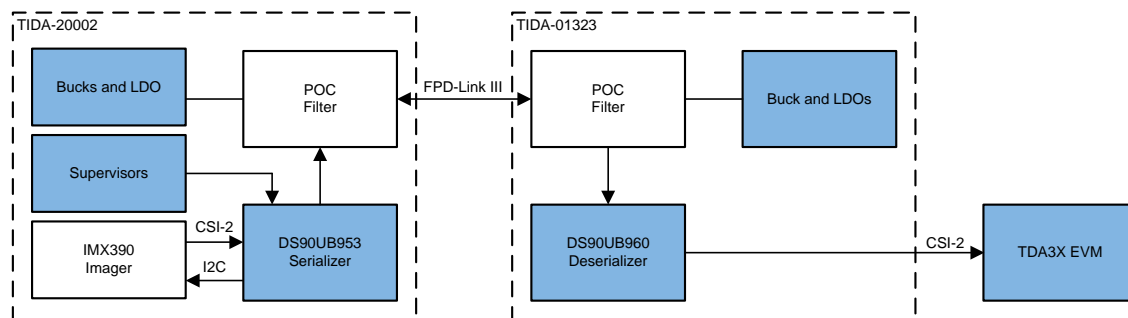 TIDA-20002
TIDA-01323
Bucks and LDO
POC
Filter
FPD-Link III
POC
Filter
Buck and LDOs
Supervisors
IMX390
Imager
CSI-2
I2C
DS90UB953
Serializer
DS90UB960
Deserializer
CSI-2
TDA3X EVM